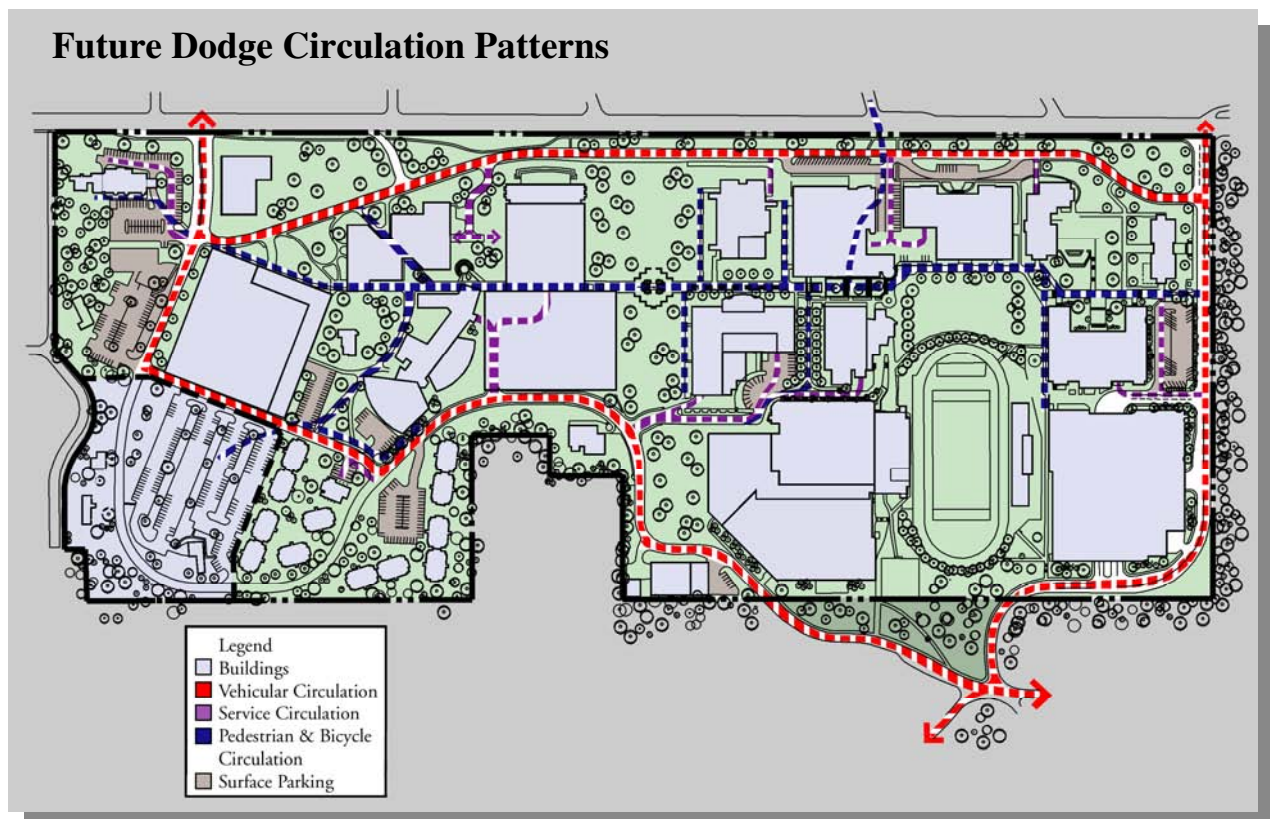 Future Dodge Circulation Patterns
Legend
Buildings
Vehicular Circulation
Service Circulation
Pedestrian & Bicycle
Circulation
Surface Parking